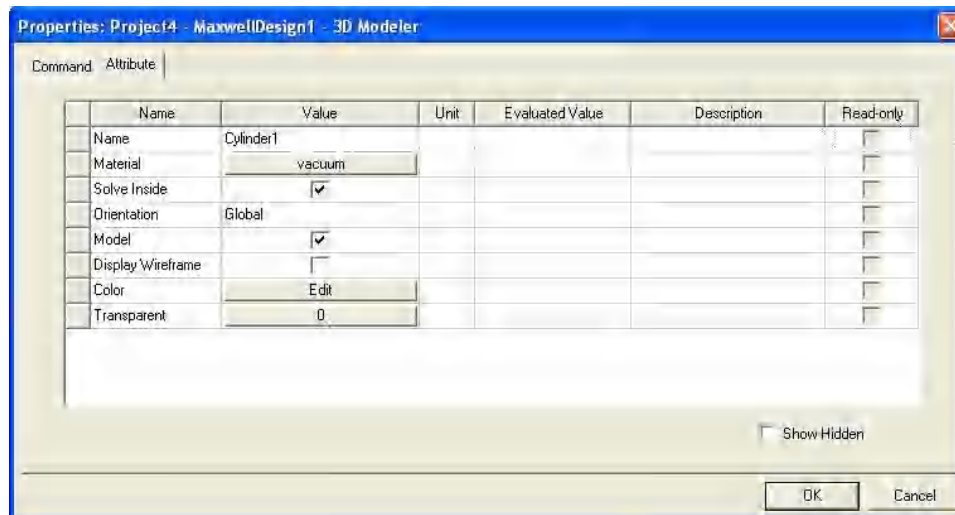 Properties: Project4 - MaxwellDesign1 - 3D Modeler
Command Attribute
Name Value Unit Evaluated Value Description Read-only
Name Cylinder1
Material vacuum
Solve Inside
Orientation Global
Model
Display Wireframe
Color Edit
Transparent 0
Show Hidden
OK Cancel